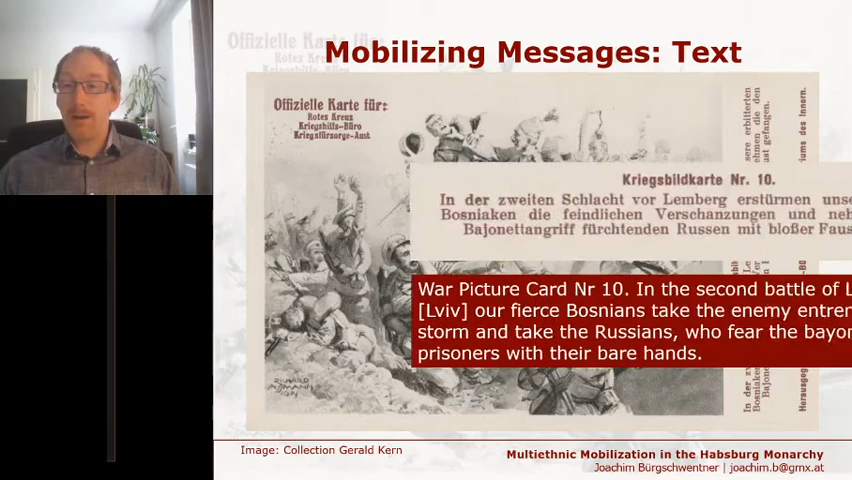 Mobilizing Messages: Text
Offizielle Karte für:
Rotes Kreuz
Kriegshilfs-Büro
Kriegsfürsorge-Amt
Kriegsbildkarte Nr. 10.
In der zweiten Schlacht vor Lemberg erstürmen
Bosniaken die feindlichen Verschanzungen und
Bajonettangriff fürchtenden Russen mit bloßer
War Picture Card Nr 10. In the second battle of L
[Lviv] our fierce Bosnians take the enemy entren
storm and take the Russians, who fear the bayon
prisoners with their bare hands.
Image: Collection Gerald Kern
Multiethnic Mobilization in the Habsburg Monarchy
Joachim Bürgschwentner | joachim.b@gmx.at